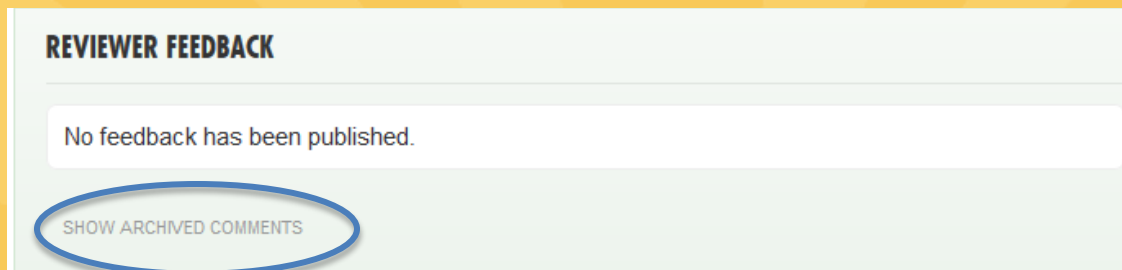 REVIEWER FEEDBACK
No feedback has been published.
SHOW ARCHIVED COMMENTS